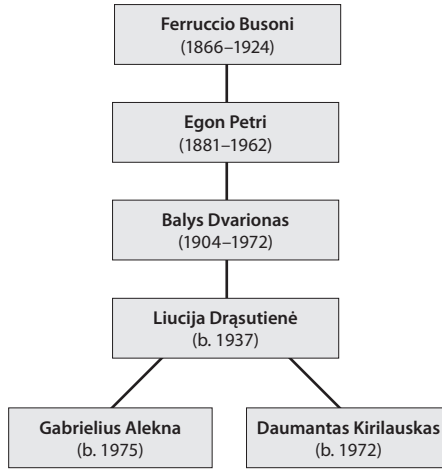 Ferruccio Busoni
(1866–1924)
Egon Petri
(1881–1962)
Balys Dvarionas
(1904–1972)
Liucija Drąsutienė
(b. 1937)
Gabrielius Alekna
(b. 1975)
Daumantas Kirilauskas
(b. 1972)